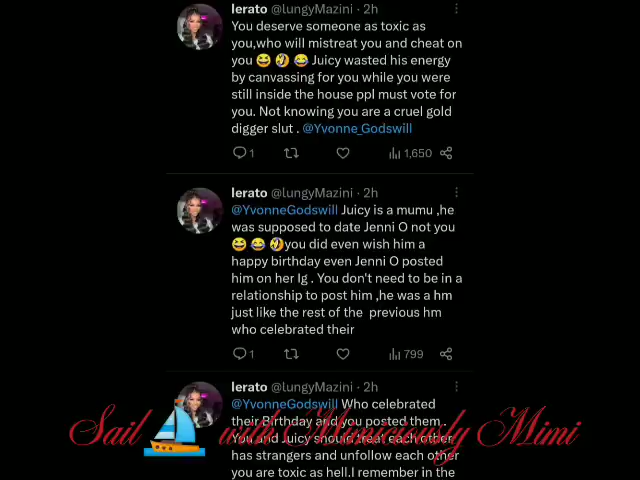 lerato @lungyMazini · 2h
You deserve someone as toxic as
you,who will mistreat you and cheat on
you 😆 🤣 😂 Juicy wasted his energy
by canvassing for you while you were
still inside the house ppl must vote for
you. Not knowing you are a cruel gold
digger slut . @Yvonne_Godswill
1 1,650
lerato @lungyMazini · 2h
@YvonneGodswill Juicy is a mumu ,he
was supposed to date Jenni O not you
😆 😂 🤣you did even wish him a
happy birthday even Jenni O posted
him on her Ig . You don't need to be in a
relationship to post him ,he was a hm
just like the rest of the previous hm
who celebrated their
1 799
lerato @lungyMazini · 2h
@YvonneGodswill Who celebrated
their Birthday and you posted them .
You and Juicy should treat each other
has strangers and unfollow each other
you are toxic as hell.I remember in the
Sail ⛵ with Mimiciously Mimi